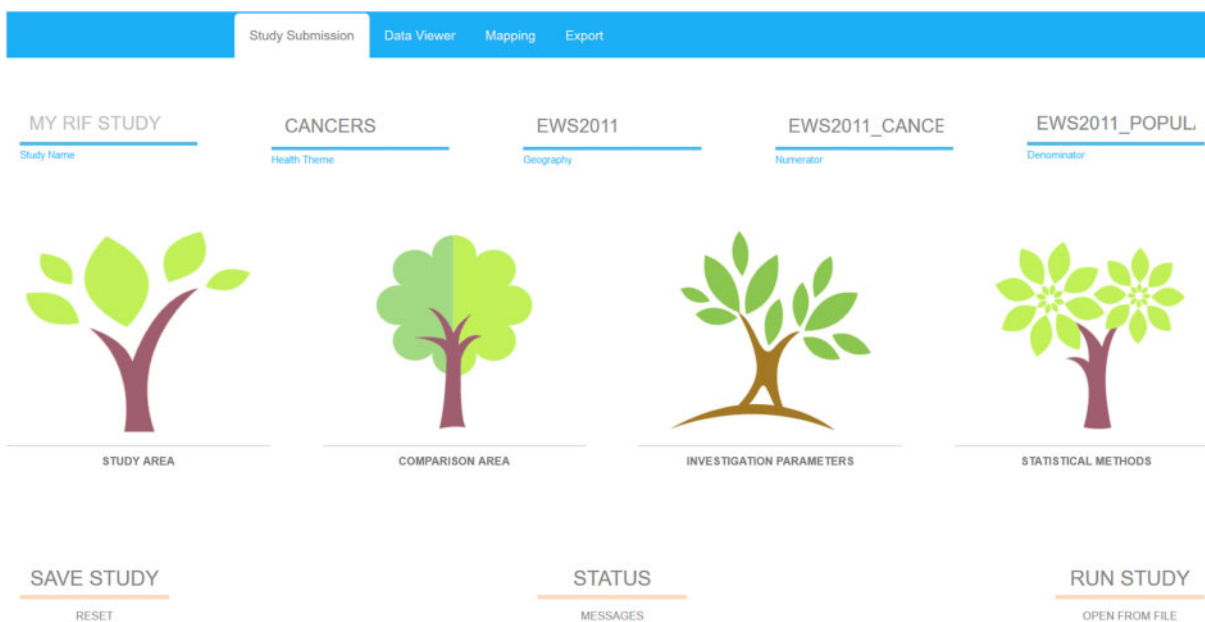 Study Submission Data Viewer Mapping Export
MY RIF STUDY CANCERS EWS2011 EWS2011_CANCE EWS2011_POPUL
Study Name Health Theme Geography Numerator Denominator
STUDY AREA COMPARISON AREA INVESTIGATION PARAMETERS STATISTICAL METHODS
SAVE STUDY STATUS RUN STUDY
RESET MESSAGES OPEN FROM FILE